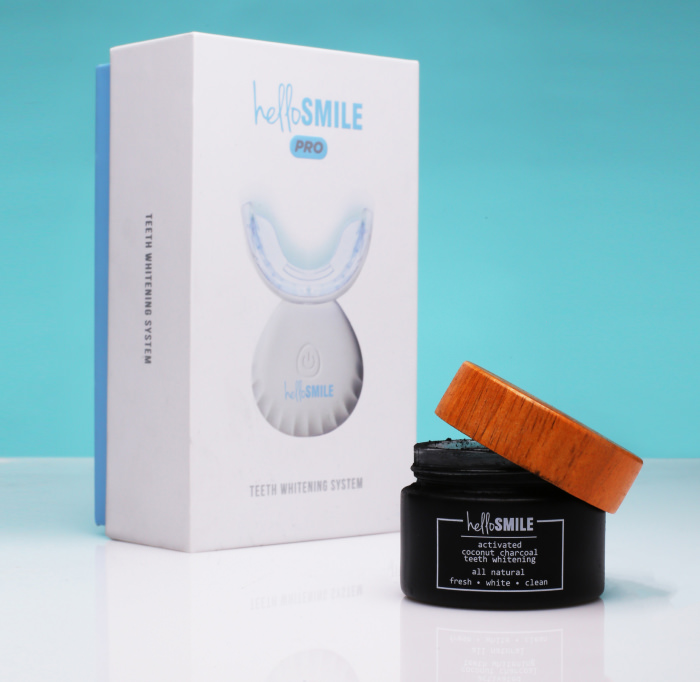 helloSMILE
PRO
helloSMILE
TEETH WHITENING SYSTEM
TEETH WHITENING SYSTEM
helloSMILE
activated
coconut charcoal
teeth whitening
all natural
fresh • white • clean